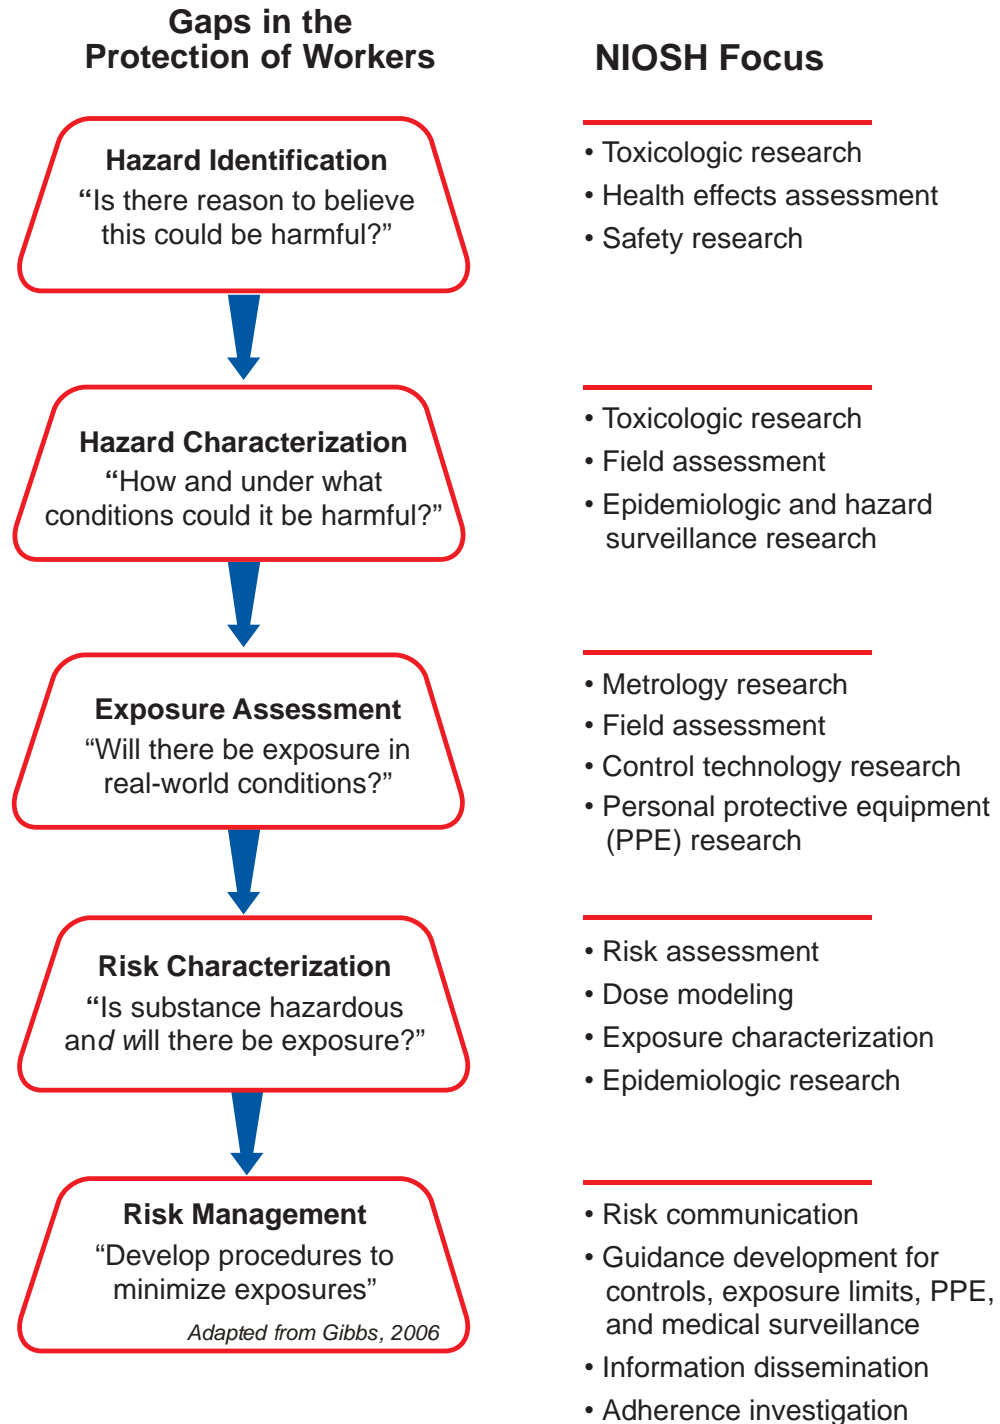 Gaps in the
Protection of Workers
NIOSH Focus
Hazard Identification
“Is there reason to believe
this could be harmful?”
• Toxicologic research
• Health effects assessment
• Safety research
Hazard Characterization
“How and under what
conditions could it be harmful?”
• Toxicologic research
• Field assessment
• Epidemiologic and hazard
surveillance research
Exposure Assessment
“Will there be exposure in
real-world conditions?”
• Metrology research
• Field assessment
• Control technology research
• Personal protective equipment
(PPE) research
Risk Characterization
“Is substance hazardous
and will there be exposure?”
• Risk assessment
• Dose modeling
• Exposure characterization
• Epidemiologic research
Risk Management
“Develop procedures to
minimize exposures”
Adapted from Gibbs, 2006
• Risk communication
• Guidance development for
controls, exposure limits, PPE,
and medical surveillance
• Information dissemination
• Adherence investigation